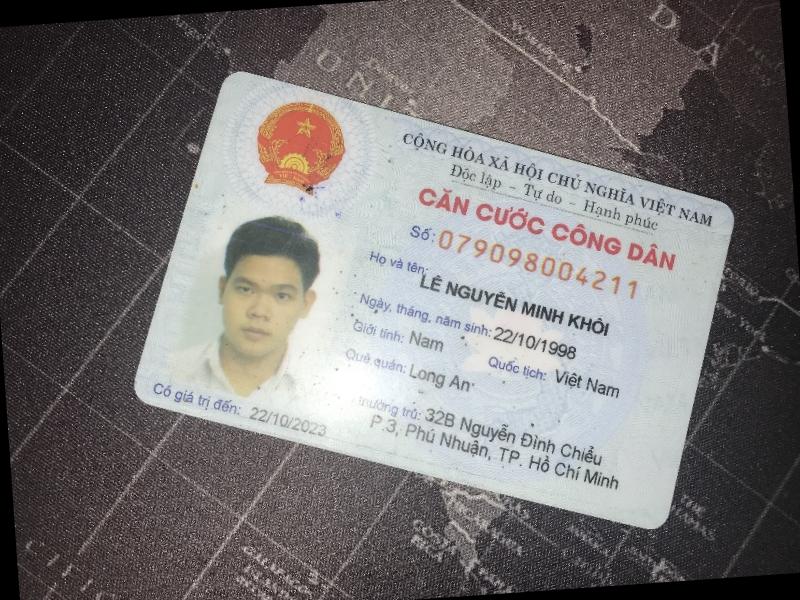 CỘNG HÒA XÃ HỘI CHỦ NGHĨA VIỆT NAM
Độc lập - Tự do - Hạnh phúc
CĂN CƯỚC CÔNG DÂN
Số: 079098004211
Họ và tên:
LÊ NGUYỄN MINH KHÔI
Ngày, tháng, năm sinh: 22/10/1998
Giới tính: Nam Quốc tịch: Việt Nam
Quê quán: Long An
thường trú: 32B Nguyễn Đình Chiểu
P.3, Phú Nhuận, TP. Hồ Chí Minh
Có giá trị đến: 22/10/2023